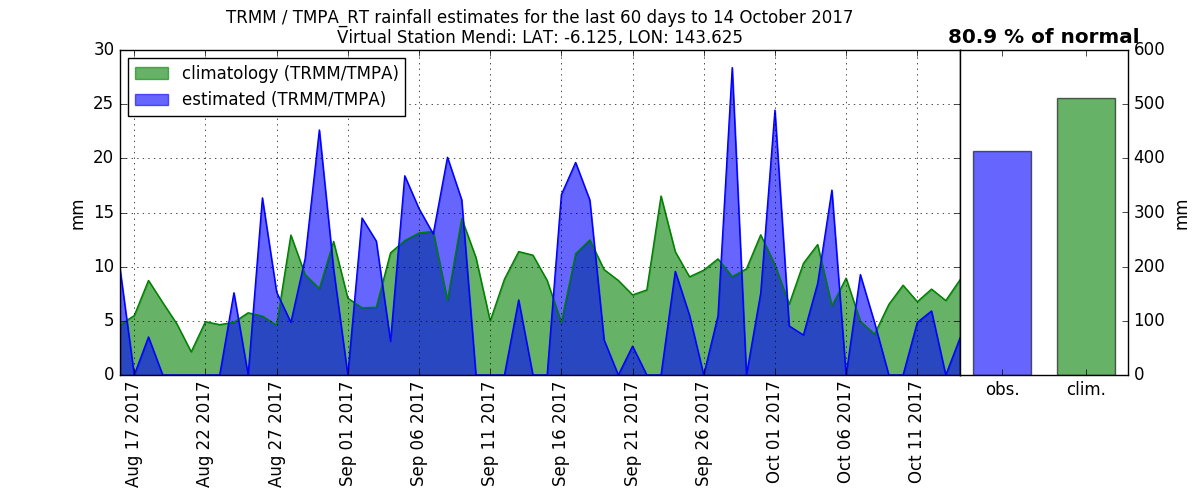 TRMM / TMPA_RT rainfall estimates for the last 60 days to 14 October 2017
Virtual Station Mendi: LAT: -6.125, LON: 143.625
80.9 % of normal
climatology (TRMM/TMPA)
estimated (TRMM/TMPA)
30
25
20
15
10
5
0
mm
600
500
400
300
200
100
0
mm
Aug 17 2017
Aug 22 2017
Aug 27 2017
Sep 01 2017
Sep 06 2017
Sep 11 2017
Sep 16 2017
Sep 21 2017
Sep 26 2017
Oct 01 2017
Oct 06 2017
Oct 11 2017
obs.
clim.